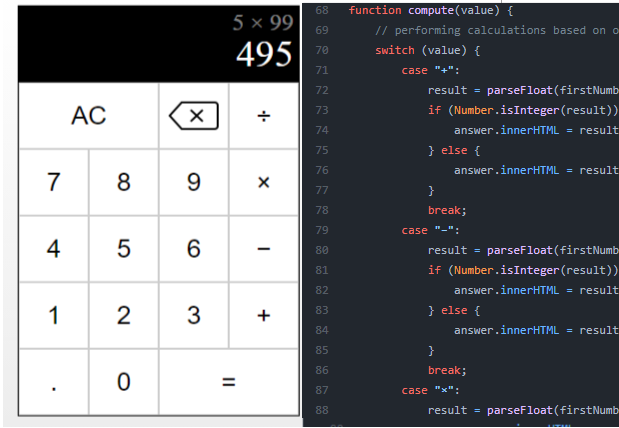 5 × 99
495
AC ÷
7 8 9 ×
4 5 6 −
1 2 3 +
. 0 =
68 function compute(value) {
69 // performing calculations based on o
70 switch (value) {
71 case "+":
72 result = parseFloat(firstNumb
73 if (Number.isInteger(result))
74 answer.innerHTML = result
75 } else {
76 answer.innerHTML = result
77 }
78 break;
79 case "−":
80 result = parseFloat(firstNumb
81 if (Number.isInteger(result))
82 answer.innerHTML = result
83 } else {
84 answer.innerHTML = result
85 }
86 break;
87 case "×":
88 result = parseFloat(firstNumb